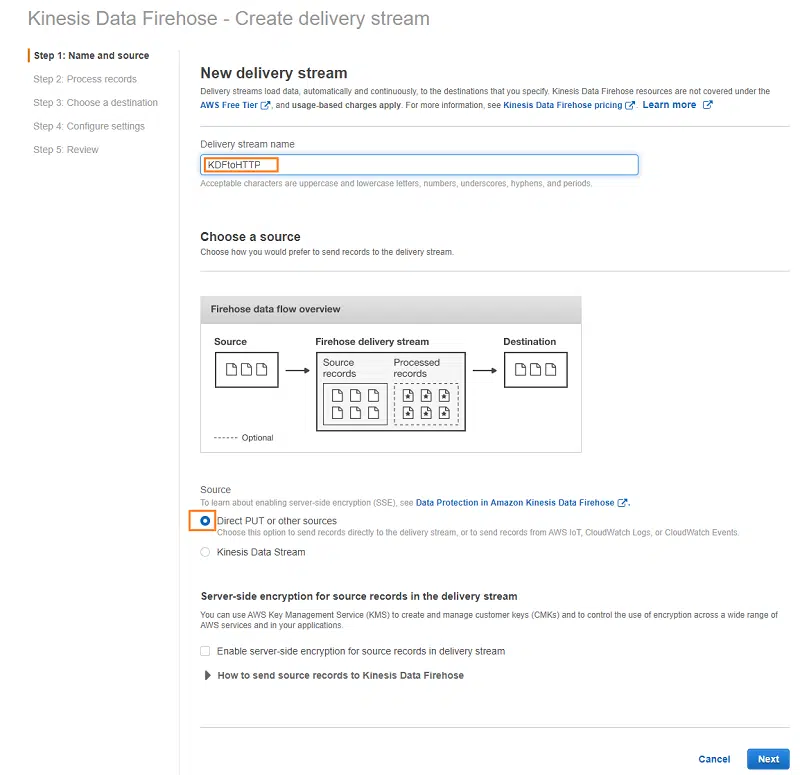 Kinesis Data Firehose - Create delivery stream
Step 1: Name and source
Step 2: Process records
Step 3: Choose a destination
Step 4: Configure settings
Step 5: Review
New delivery stream
Delivery streams load data, automatically and continuously, to the destinations that you specify. Kinesis Data Firehose resources are not covered under the
AWS Free Tier, and usage-based charges apply. For more information, see Kinesis Data Firehose pricing. Learn more
Delivery stream name
KDFtoHTTP
Acceptable characters are uppercase and lowercase letters, numbers, underscores, hyphens, and periods.
Choose a source
Choose how you would prefer to send records to the delivery stream.
Firehose data flow overview
Source
Firehose delivery stream
Destination
Source
records
Processed
records
Optional
Source
To learn about enabling server-side encryption (SSE), see Data Protection in Amazon Kinesis Data Firehose.
Direct PUT or other sources
Choose this option to send records directly to the delivery stream, or to send records from AWS IoT, CloudWatch Logs, or CloudWatch Events.
Kinesis Data Stream
Server-side encryption for source records in the delivery stream
You can use AWS Key Management Service (KMS) to create and manage customer keys (CMKs) and to control the use of encryption across a wide range of
AWS services and in your applications.
Enable server-side encryption for source records in delivery stream
How to send source records to Kinesis Data Firehose
Cancel
Next